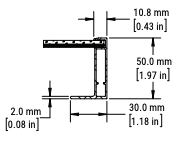 10.8 mm
[0.43 in]
50.0 mm
[1.97 in]
2.0 mm
[0.08 in]
30.0 mm
[1.18 in]